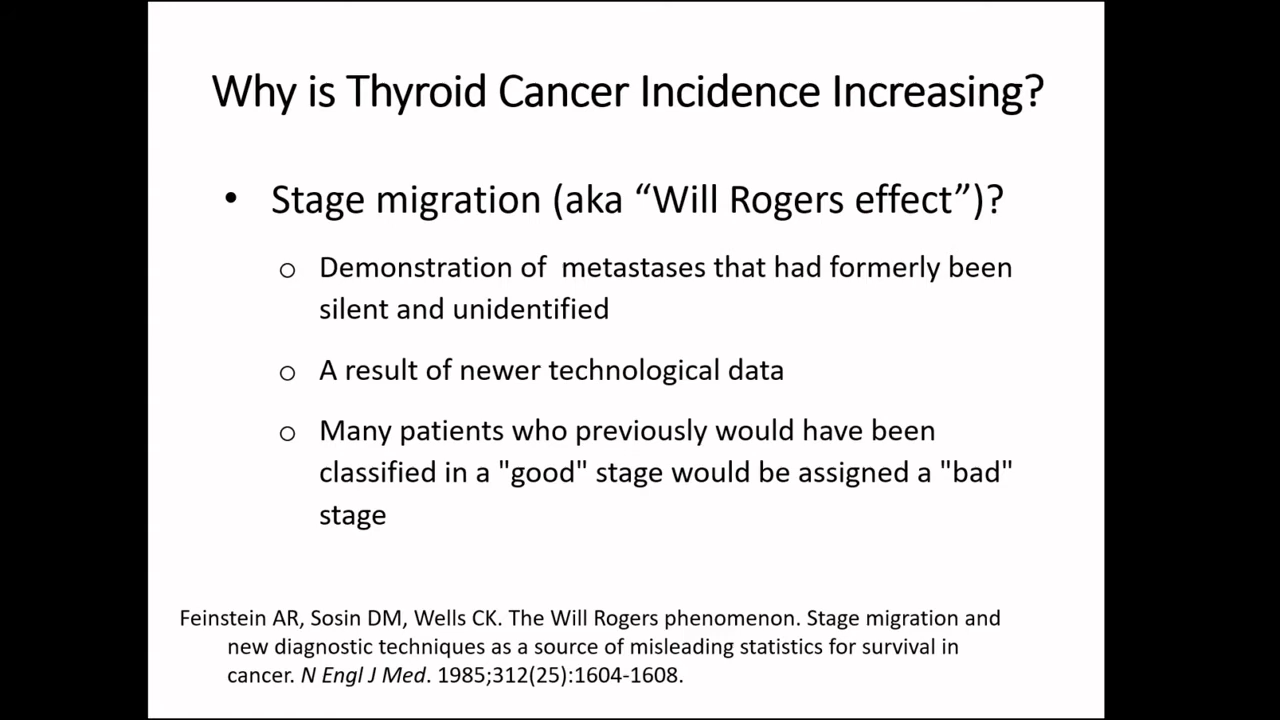 Why is Thyroid Cancer Incidence Increasing?
• Stage migration (aka “Will Rogers effect”)?
o Demonstration of  metastases that had formerly been
silent and unidentified
o A result of newer technological data
o Many patients who previously would have been
classified in a "good" stage would be assigned a "bad"
stage
Feinstein AR, Sosin DM, Wells CK. The Will Rogers phenomenon. Stage migration and
new diagnostic techniques as a source of misleading statistics for survival in
cancer. N Engl J Med. 1985;312(25):1604-1608.